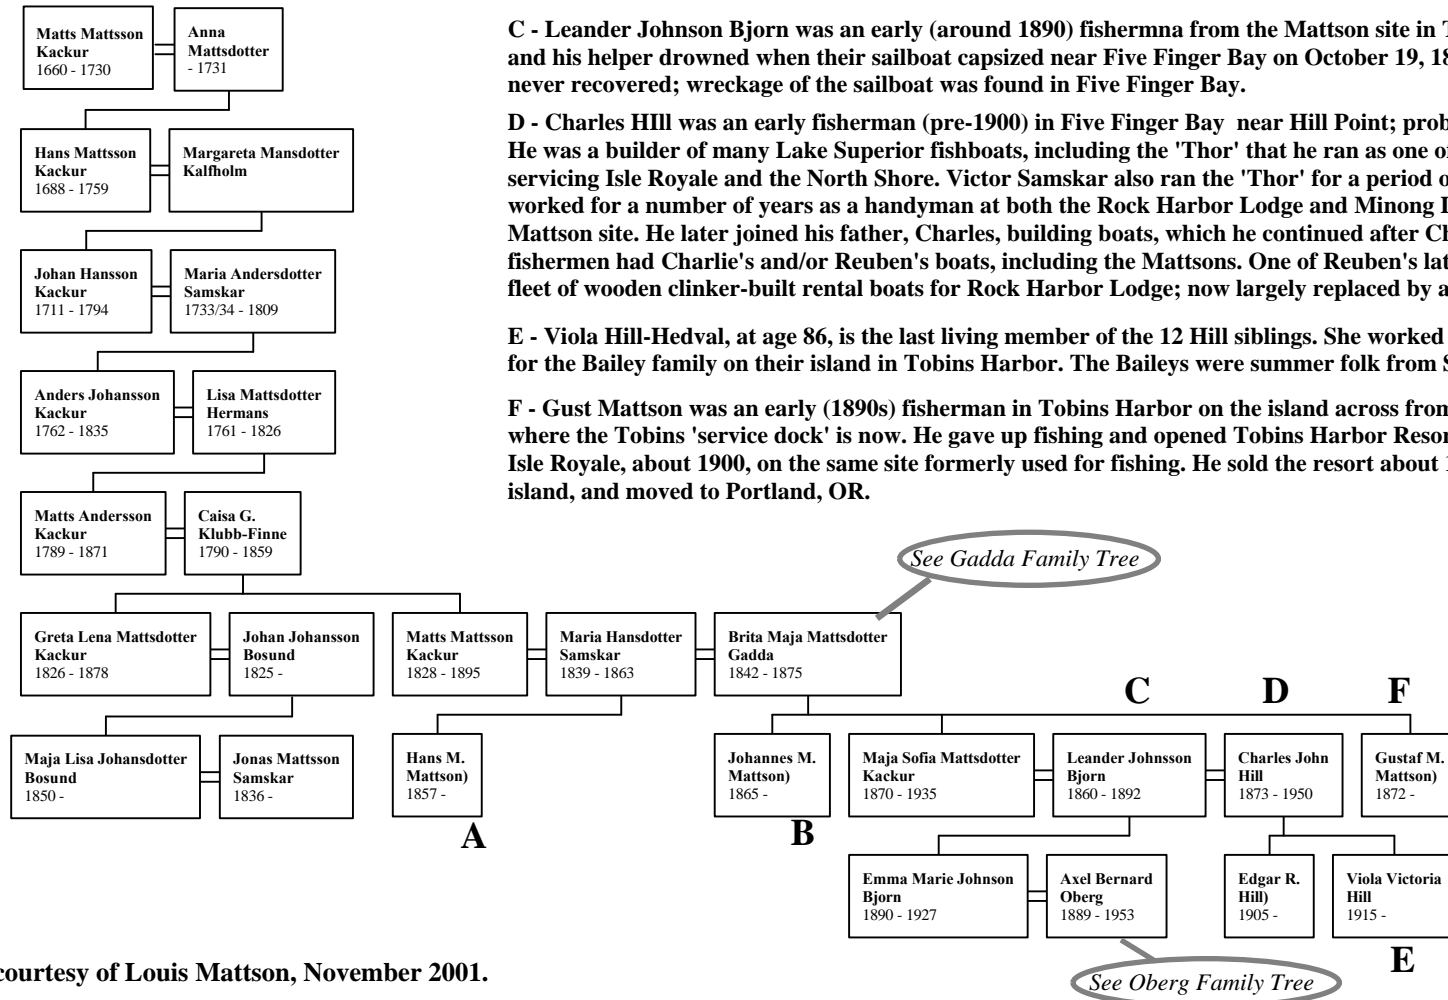 Matts Mattsson
Kackur
1660 - 1730
Anna
Mattsdotter
- 1731
Hans Mattsson
Kackur
1688 - 1759
Margareta Mansdotter
Kalfholm
Johan Hansson
Kackur
1711 - 1794
Maria Andersdotter
Samskar
1733/34 - 1809
Anders Johansson
Kackur
1762 - 1835
Lisa Mattsdotter
Hermans
1761 - 1826
Matts Andersson
Kackur
1789 - 1871
Caisa G.
Klubb-Finne
1790 - 1859
C - Leander Johnson Bjorn was an early (around 1890) fishermna from the Mattson site in
and his helper drowned when their sailboat capsized near Five Finger Bay on October 19, 18
never recovered; wreckage of the sailboat was found in Five Finger Bay.
D - Charles HIll was an early fisherman (pre-1900) in Five Finger Bay near Hill Point; prob
He was a builder of many Lake Superior fishboats, including the 'Thor' that he ran as one o
servicing Isle Royale and the North Shore. Victor Samskar also ran the 'Thor' for a period o
worked for a number of years as a handyman at both the Rock Harbor Lodge and Minong
Mattson site. He later joined his father, Charles, building boats, which he continued after C
fishermen had Charlie's and/or Reuben's boats, including the Mattsons. One of Reuben's lat
fleet of wooden clinker-built rental boats for Rock Harbor Lodge; now largely replaced by a
E - Viola Hill-Hedval, at age 86, is the last living member of the 12 Hill siblings. She worked
for the Bailey family on their island in Tobins Harbor. The Baileys were summer folk from S
F - Gust Mattson was an early (1890s) fisherman in Tobins Harbor on the island across from
where the Tobins 'service dock' is now. He gave up fishing and opened Tobins Harbor Resor
Isle Royale, about 1900, on the same site formerly used for fishing. He sold the resort about
island, and moved to Portland, OR.
See Gadda Family Tree
Greta Lena Mattsdotter
Kackur
1826 - 1878
Johan Johansson
Bosund
1825 -
Matts Mattsson
Kackur
1828 - 1895
Maria Hansdotter
Samskar
1839 - 1863
Brita Maja Mattsdotter
Gadda
1842 - 1875
C
D
F
Maja Lisa Johansdotter
Bosund
1850 -
Jonas Mattsson
Samskar
1836 -
Hans M.
Mattson)
1857 -
A
Johannes M.
Mattson)
1865 -
B
Maja Sofia Mattsdotter
Kackur
1870 - 1935
Leander Johnsson
Bjorn
1860 - 1892
Charles John
Hill
1873 - 1950
Gustaf M.
Mattson)
1872 -
Emma Marie Johnson
Bjorn
1890 - 1927
Axel Bernard
Oberg
1889 - 1953
Edgar R.
Hill)
1905 -
Viola Victoria
Hill
1915 -
E
See Oberg Family Tree
courtesy of Louis Mattson, November 2001.